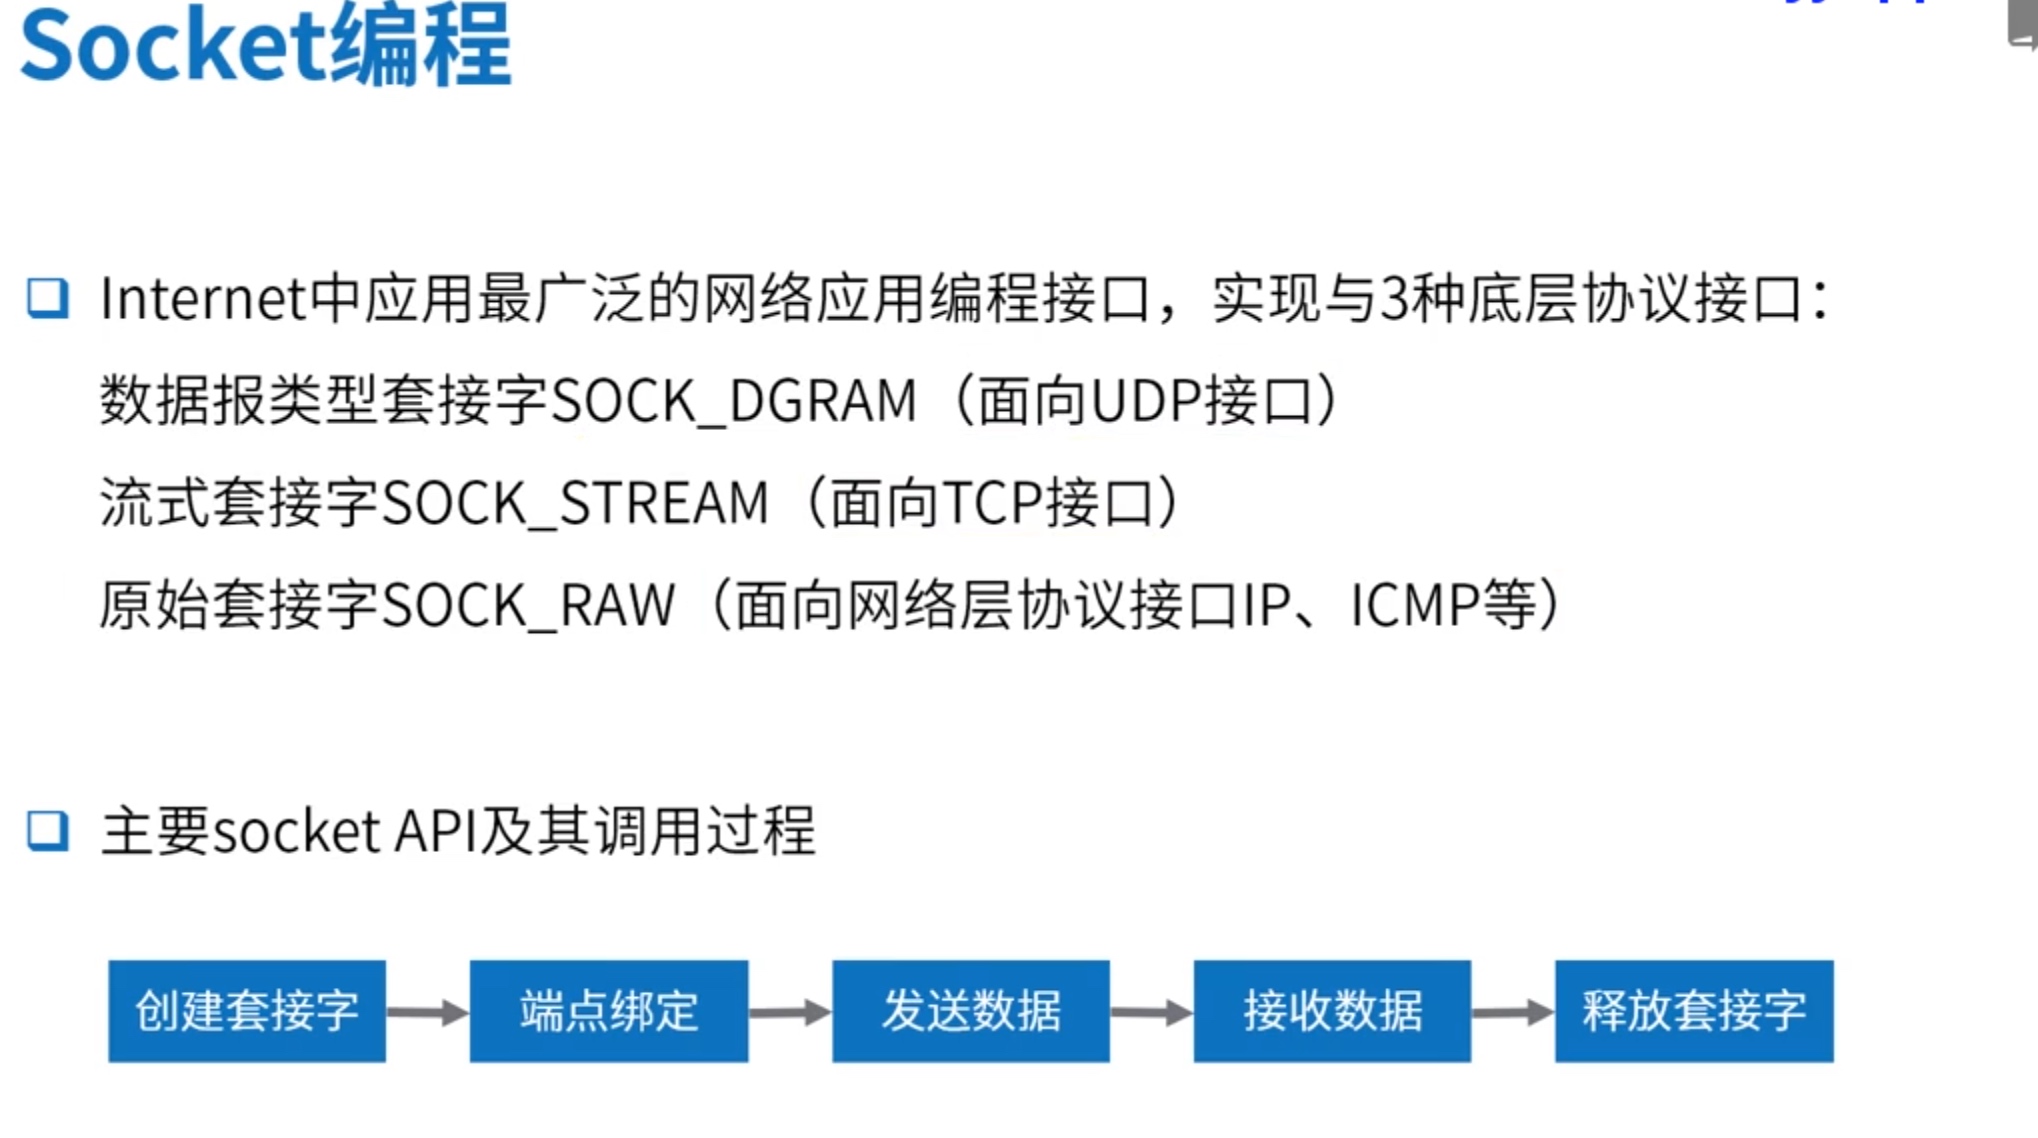 Socket编程
Internet中应用最广泛的网络应用编程接口，实现与3种底层协议接口：
数据报类型套接字SOCK_DGRAM（面向UDP接口）
流式套接字SOCK_STREAM（面向TCP接口）
原始套接字SOCK_RAW（面向网络层协议接口IP、ICMP等）
主要socket API及其调用过程
创建套接字
端点绑定
发送数据
接收数据
释放套接字